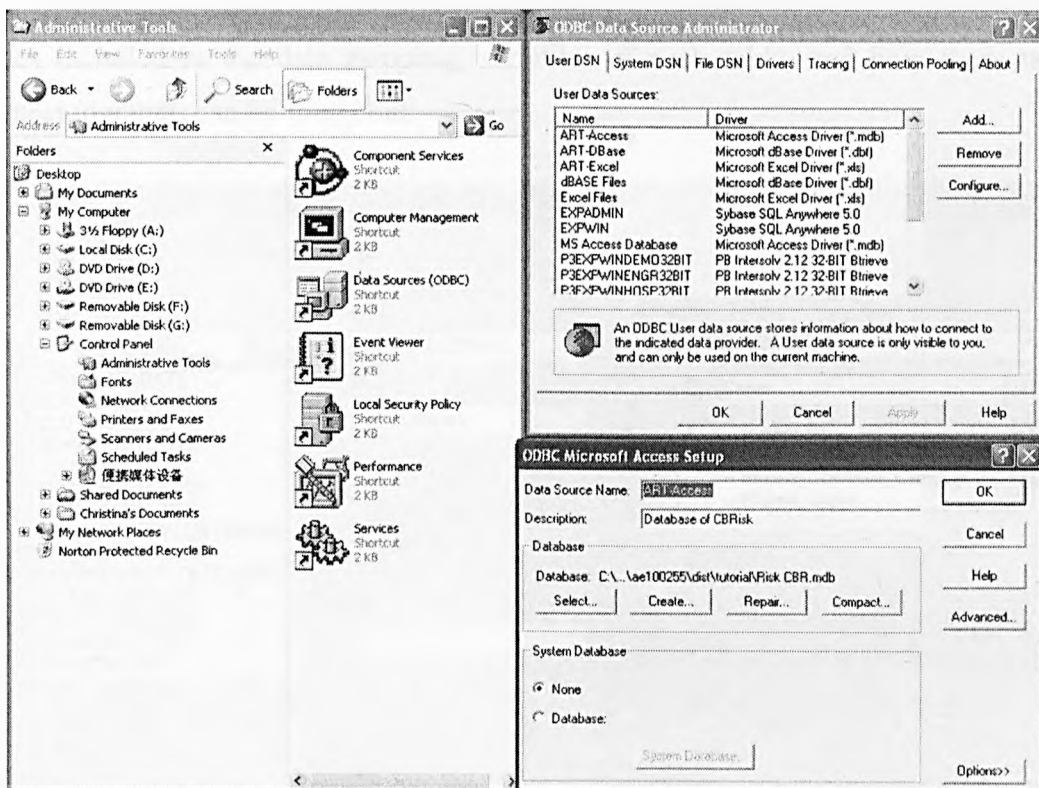 Administrative Tools
File Edit View Favorites Tools Help
Back Search Folders
Address Administrative Tools Go
Folders
Desktop
My Documents
My Computer
3½ Floppy (A:)
Local Disk (C:)
DVD Drive (D:)
DVD Drive (E:)
Removable Disk (F:)
Removable Disk (G:)
Control Panel
Administrative Tools
Fonts
Network Connections
Printers and Faxes
Scanners and Cameras
Scheduled Tasks
便携媒体设备
Shared Documents
Christina's Documents
My Network Places
Norton Protected Recycle Bin
Component Services
Shortcut
2 KB
Computer Management
Shortcut
2 KB
Data Sources (ODBC)
Shortcut
2 KB
Event Viewer
Shortcut
2 KB
Local Security Policy
Shortcut
2 KB
Performance
Shortcut
2 KB
Services
Shortcut
2 KB
ODBC Data Source Administrator
User DSN System DSN File DSN Drivers Tracing Connection Pooling About
User Data Sources:
Name Driver
ART-Access Microsoft Access Driver (*.mdb)
ART-DBase Microsoft dBase Driver (*.dbf)
ART-Excel Microsoft Excel Driver (*.xls)
dBASE Files Microsoft dBase Driver (*.dbf)
Excel Files Microsoft Excel Driver (*.xls)
EXPADMIN Sybase SQL Anywhere 5.0
EXPWIN Sybase SQL Anywhere 5.0
MS Access Database Microsoft Access Driver (*.mdb)
P3EXPWINDEMO32BIT PB Intersolv 2.12 32-BIT Btrieve
P3EXPWINENGR32BIT PB Intersolv 2.12 32-BIT Btrieve
P3EXPWINHOSP32BIT PB Intersolv 2.12 32-BIT Btrieve
Add...
Remove
Configure...
An ODBC User data source stores information about how to connect to
the indicated data provider. A User data source is only visible to you,
and can only be used on the current machine.
OK Cancel Apply Help
ODBC Microsoft Access Setup
Data Source Name: ART-Access
Description: Database of CBRisk
Database
Database: C:\...\ae100255\dist\tutorial\Risk CBR.mdb
Select... Create... Repair... Compact...
System Database
None
Database:
System Database...
OK
Cancel
Help
Advanced...
Options>>